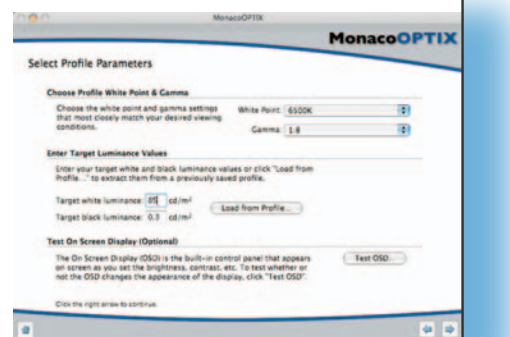 MonacoOPTIX
MonacoOPTIX
Select Profile Parameters
Choose Profile White Point & Gamma
Choose the white point and gamma settings
that most closely match your desired viewing
conditions.
White Point: 6500K
Gamma: 1.8
Enter Target Luminance Values
Enter your target white and black luminance values or click "Load from
Profile..." to extract them from a previously saved profile.
Target white luminance: 85 cd/m²
Target black luminance: 0.3 cd/m²
Load from Profile...
Test On Screen Display (Optional)
The On Screen Display (OSD) is the built-in control panel that appears
on screen as you set the brightness, contrast, etc. To test whether or
not the OSD changes the appearance of the display, click "Test OSD".
Test OSD...
Click the right arrow to continue.